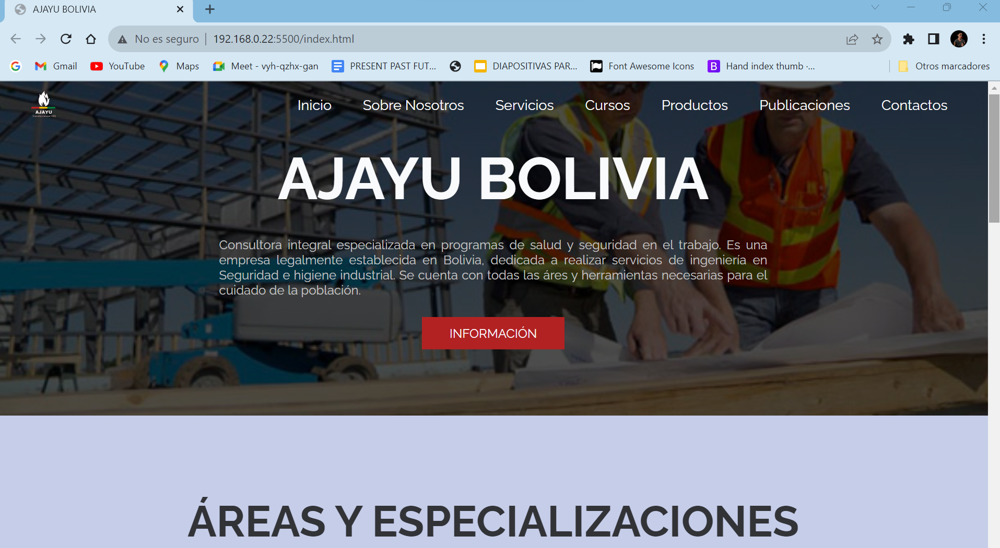 AJAYU BOLIVIA
No es seguro 192.168.0.22:5500/index.html
Gmail YouTube Maps Meet - vyh-qzhx-gan PRESENT PAST FUT... DIAPOSITIVAS PAR... Font Awesome Icons Hand index thumb ·... Otros marcadores
AJAYU
Inicio Sobre Nosotros Servicios Cursos Productos Publicaciones Contactos
AJAYU BOLIVIA
Consultora integral especializada en programas de salud y seguridad en el trabajo. Es una
empresa legalmente establecida en Bolivia, dedicada a realizar servicios de ingeniería en
Seguridad e higiene industrial. Se cuenta con todas las áres y herramientas necesarias para el
cuidado de la población.
INFORMACIÓN
ÁREAS Y ESPECIALIZACIONES